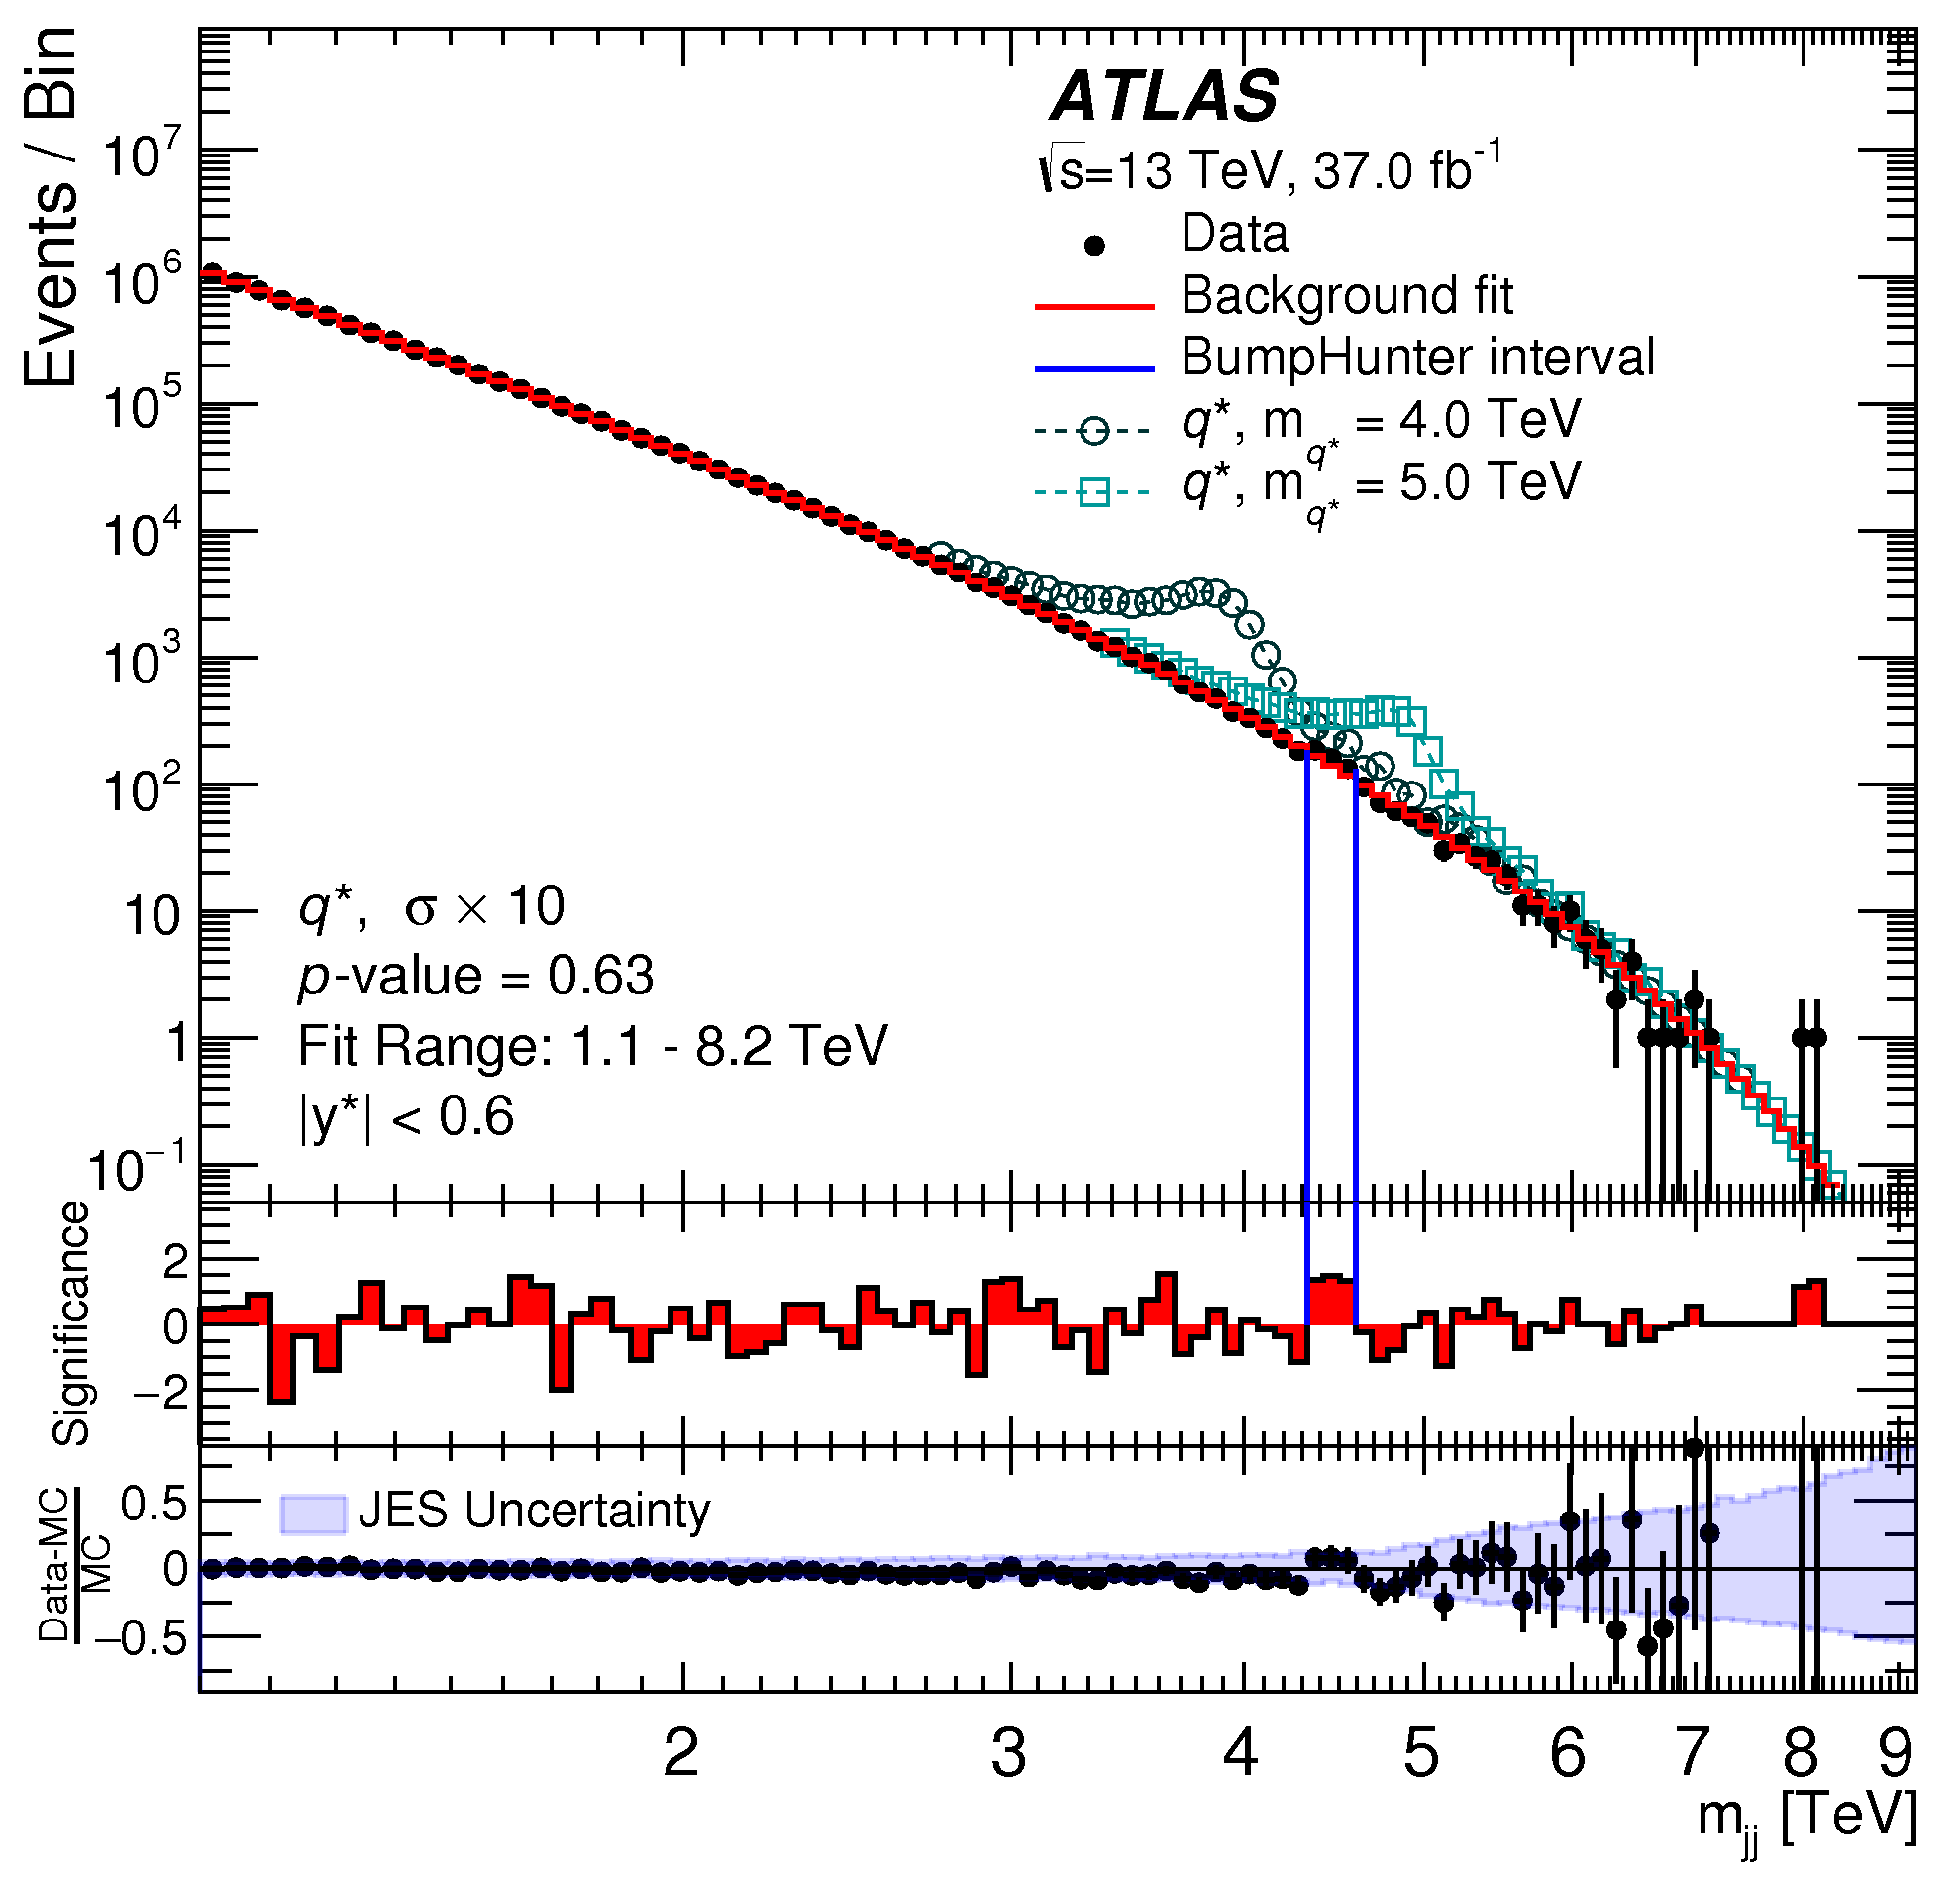 Events / Bin
10⁷
10⁶
10⁵
10⁴
10³
10²
10
1
10⁻¹
ATLAS
√s=13 TeV, 37.0 fb⁻¹
Data
Background fit
BumpHunter interval
q*, m_q* = 4.0 TeV
q*, m_q* = 5.0 TeV
q*, σ × 10
p-value = 0.63
Fit Range: 1.1 - 8.2 TeV
|y*| < 0.6
Significance
2
0
−2
Data-MC
MC
0.5
0
−0.5
JES Uncertainty
2 3 4 5 6 7 8 9
m_jj [TeV]